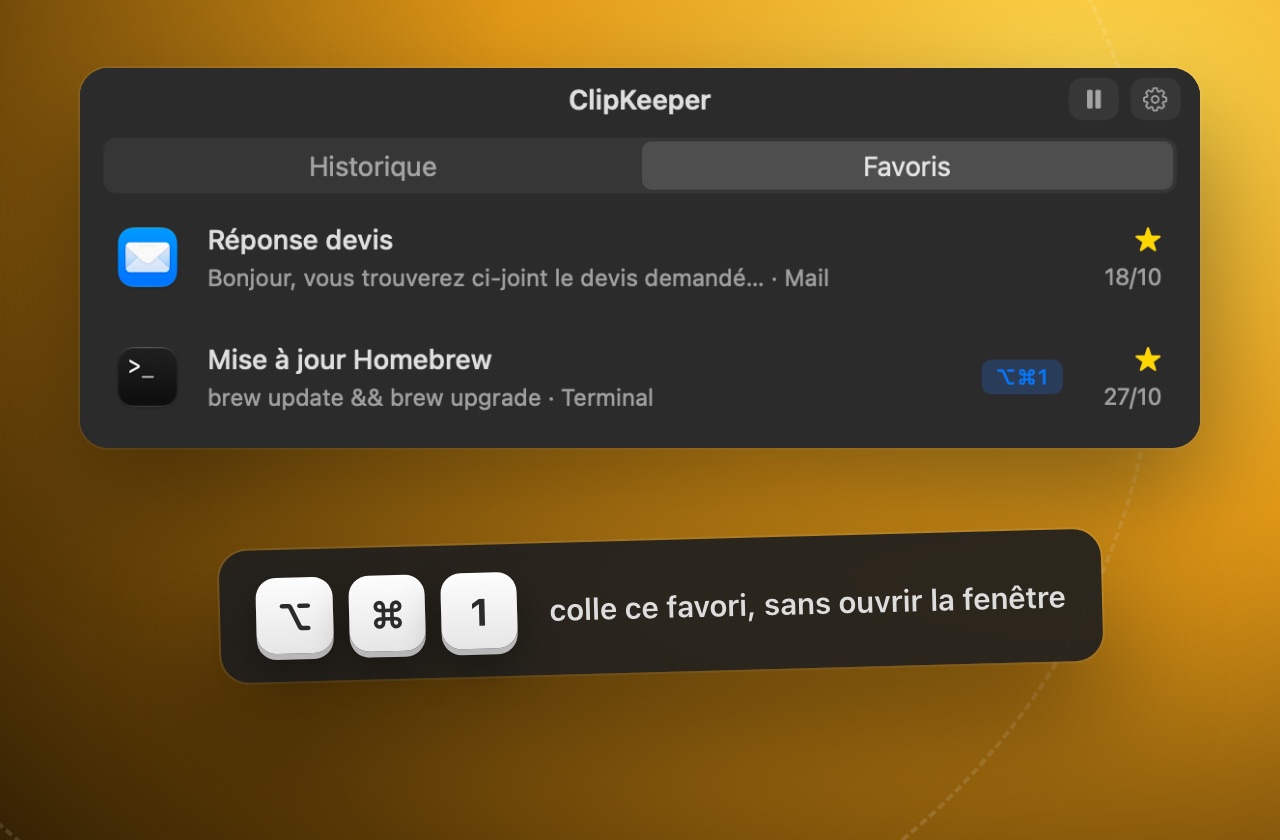 ClipKeeper
Historique
Favoris
Réponse devis
Bonjour, vous trouverez ci-joint le devis demandé… · Mail
18/10
>_
Mise à jour Homebrew
brew update && brew upgrade · Terminal
⌥⌘1
27/10
⌥ ⌘ 1 colle ce favori, sans ouvrir la fenêtre